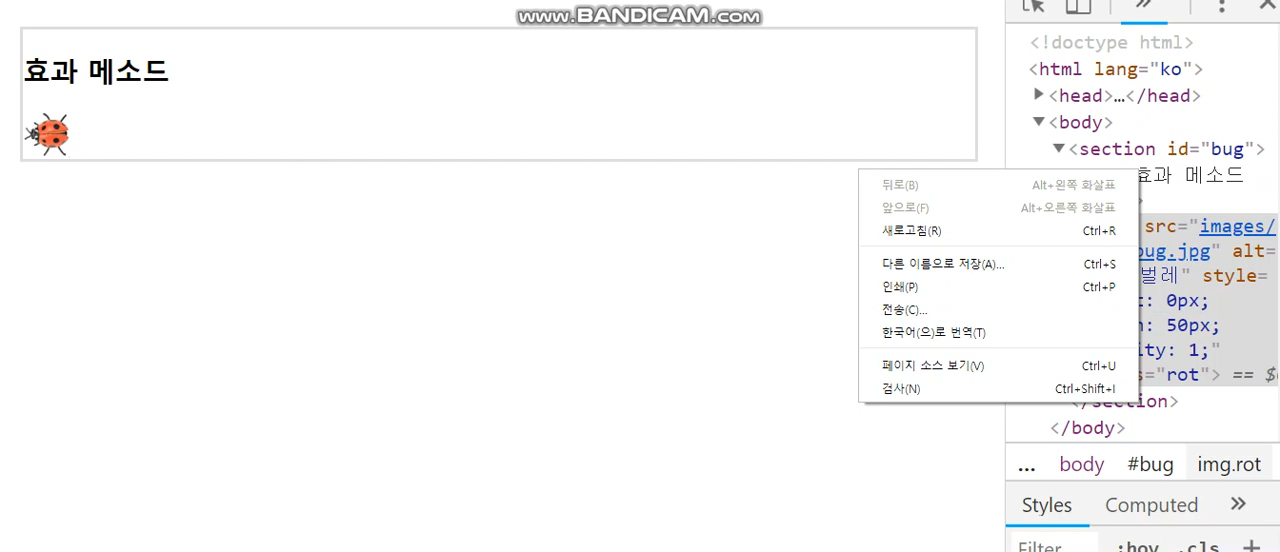 www.BANDICAM.com
효과 메소드
뒤로(B) Alt+왼쪽 화살표
앞으로(F) Alt+오른쪽 화살표
새로고침(R) Ctrl+R
다른 이름으로 저장(A)... Ctrl+S
인쇄(P) Ctrl+P
전송(C)...
한국어(으)로 번역(T)
페이지 소스 보기(V) Ctrl+U
검사(N) Ctrl+Shift+I
<!doctype html>
<html lang="ko">
<head>…</head>
<body>
<section id="bug">
효과 메소드
src="images/
bug.jpg" alt=
벌레" style=
: 0px;
: 50px;
ity: 1;"
="rot"> == $
</section>
</body>
... body #bug img.rot
Styles Computed
Filter :hov .cls +